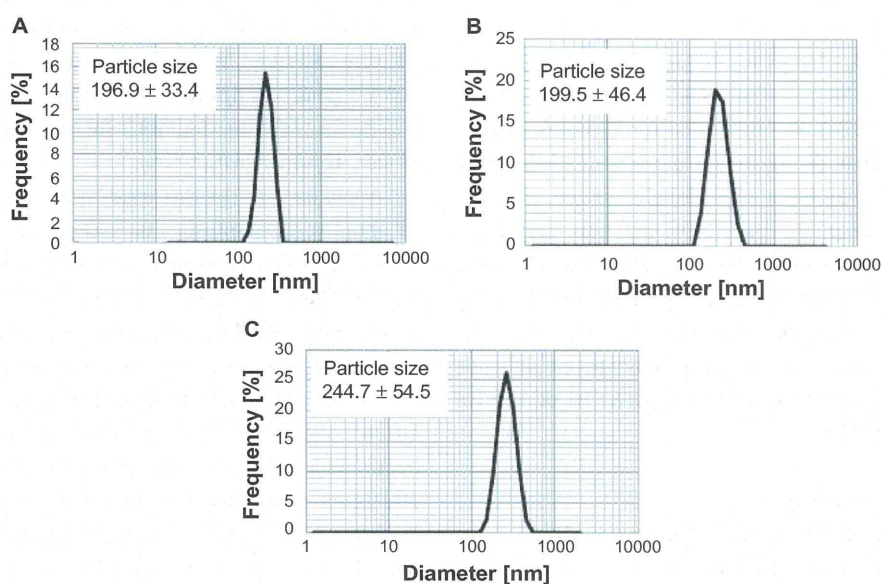 A
Frequency [%]
18
16
14
12
10
8
6
4
2
0
Particle size
196.9 ± 33.4
1 10 100 1000 10000
Diameter [nm]
B
Frequency [%]
25
20
15
10
5
0
Particle size
199.5 ± 46.4
1 10 100 1000 10000
Diameter [nm]
C
Frequency [%]
30
25
20
15
10
5
0
Particle size
244.7 ± 54.5
1 10 100 1000 10000
Diameter [nm]